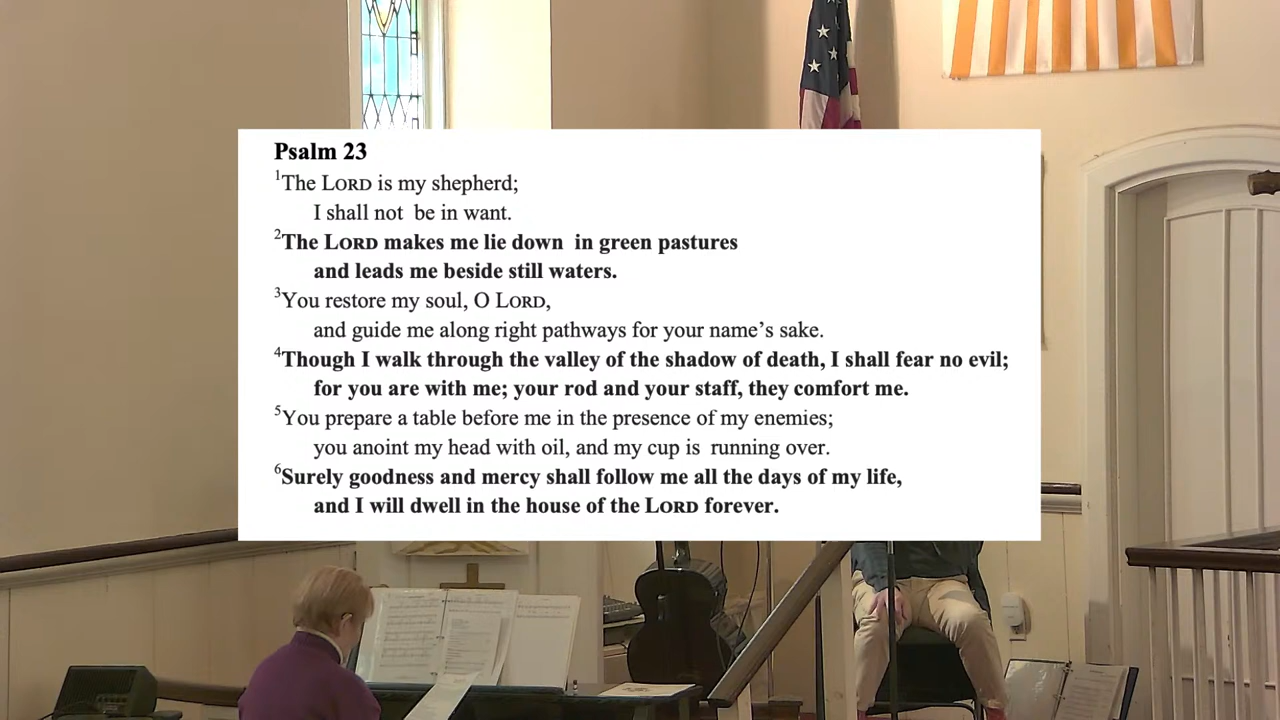 Psalm 23
1The LORD is my shepherd;
I shall not be in want.
2The LORD makes me lie down in green pastures
and leads me beside still waters.
3You restore my soul, O LORD,
and guide me along right pathways for your name’s sake.
4Though I walk through the valley of the shadow of death, I shall fear no evil;
for you are with me; your rod and your staff, they comfort me.
5You prepare a table before me in the presence of my enemies;
you anoint my head with oil, and my cup is running over.
6Surely goodness and mercy shall follow me all the days of my life,
and I will dwell in the house of the LORD forever.